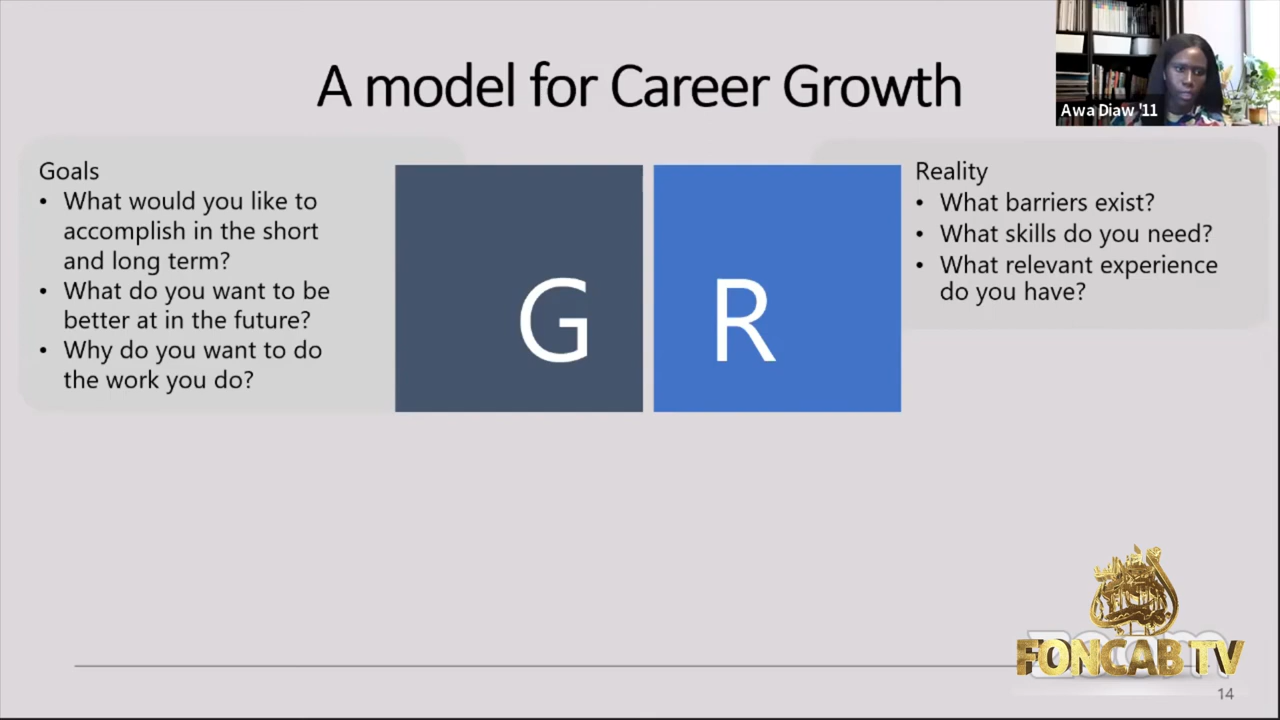 A model for Career Growth
Awa Diaw '11
Goals
• What would you like to
accomplish in the short
and long term?
• What do you want to be
better at in the future?
• Why do you want to do
the work you do?
G
R
Reality
• What barriers exist?
• What skills do you need?
• What relevant experience
do you have?
zoom
FONCAB TV
14